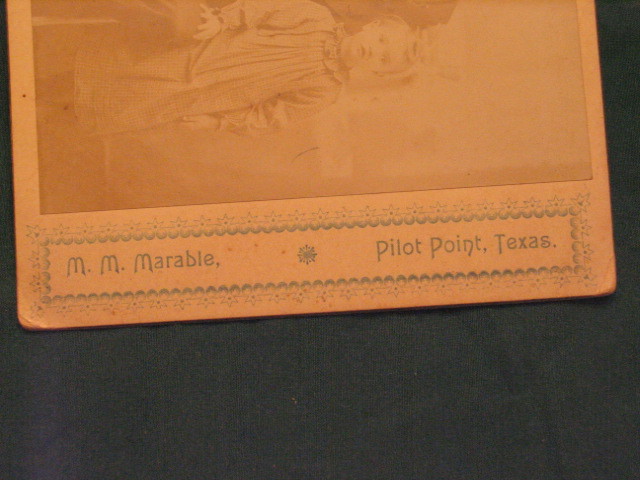 M. M. Marable, Pilot Point, Texas.